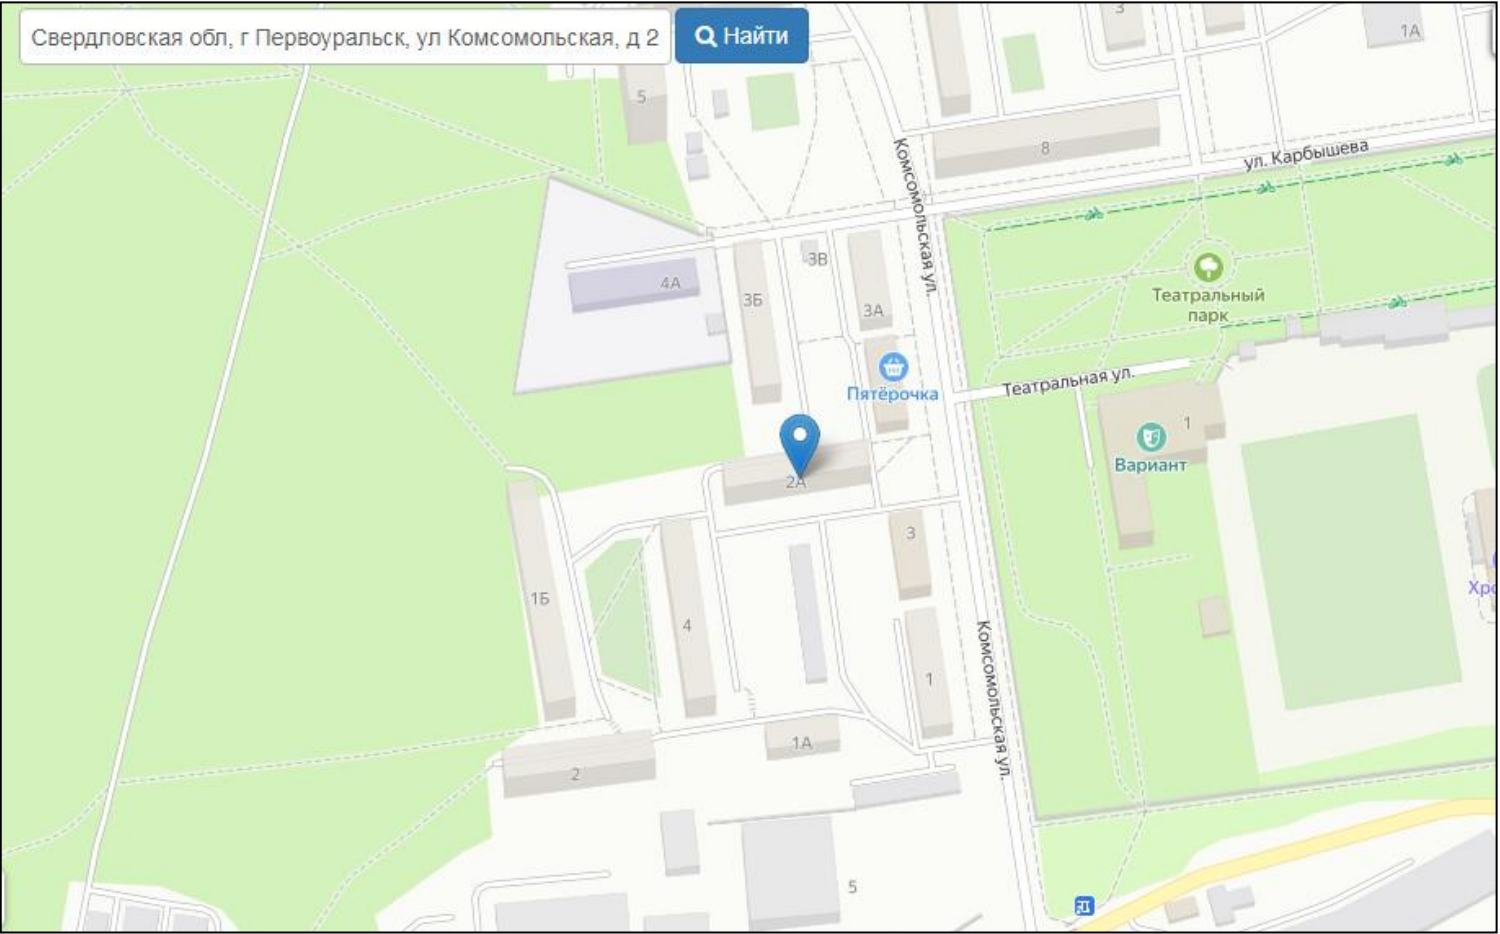 Свердловская обл, г Первоуральск, ул Комсомольская, д 2
Найти
3
1А
5
8
ул. Карбышева
Комсомольская ул.
4А
3Б
3В
3А
Театральный
парк
Пятёрочка
Театральная ул.
1
Вариант
2А
3
1Б
4
1
Комсомольская ул.
1А
2
5